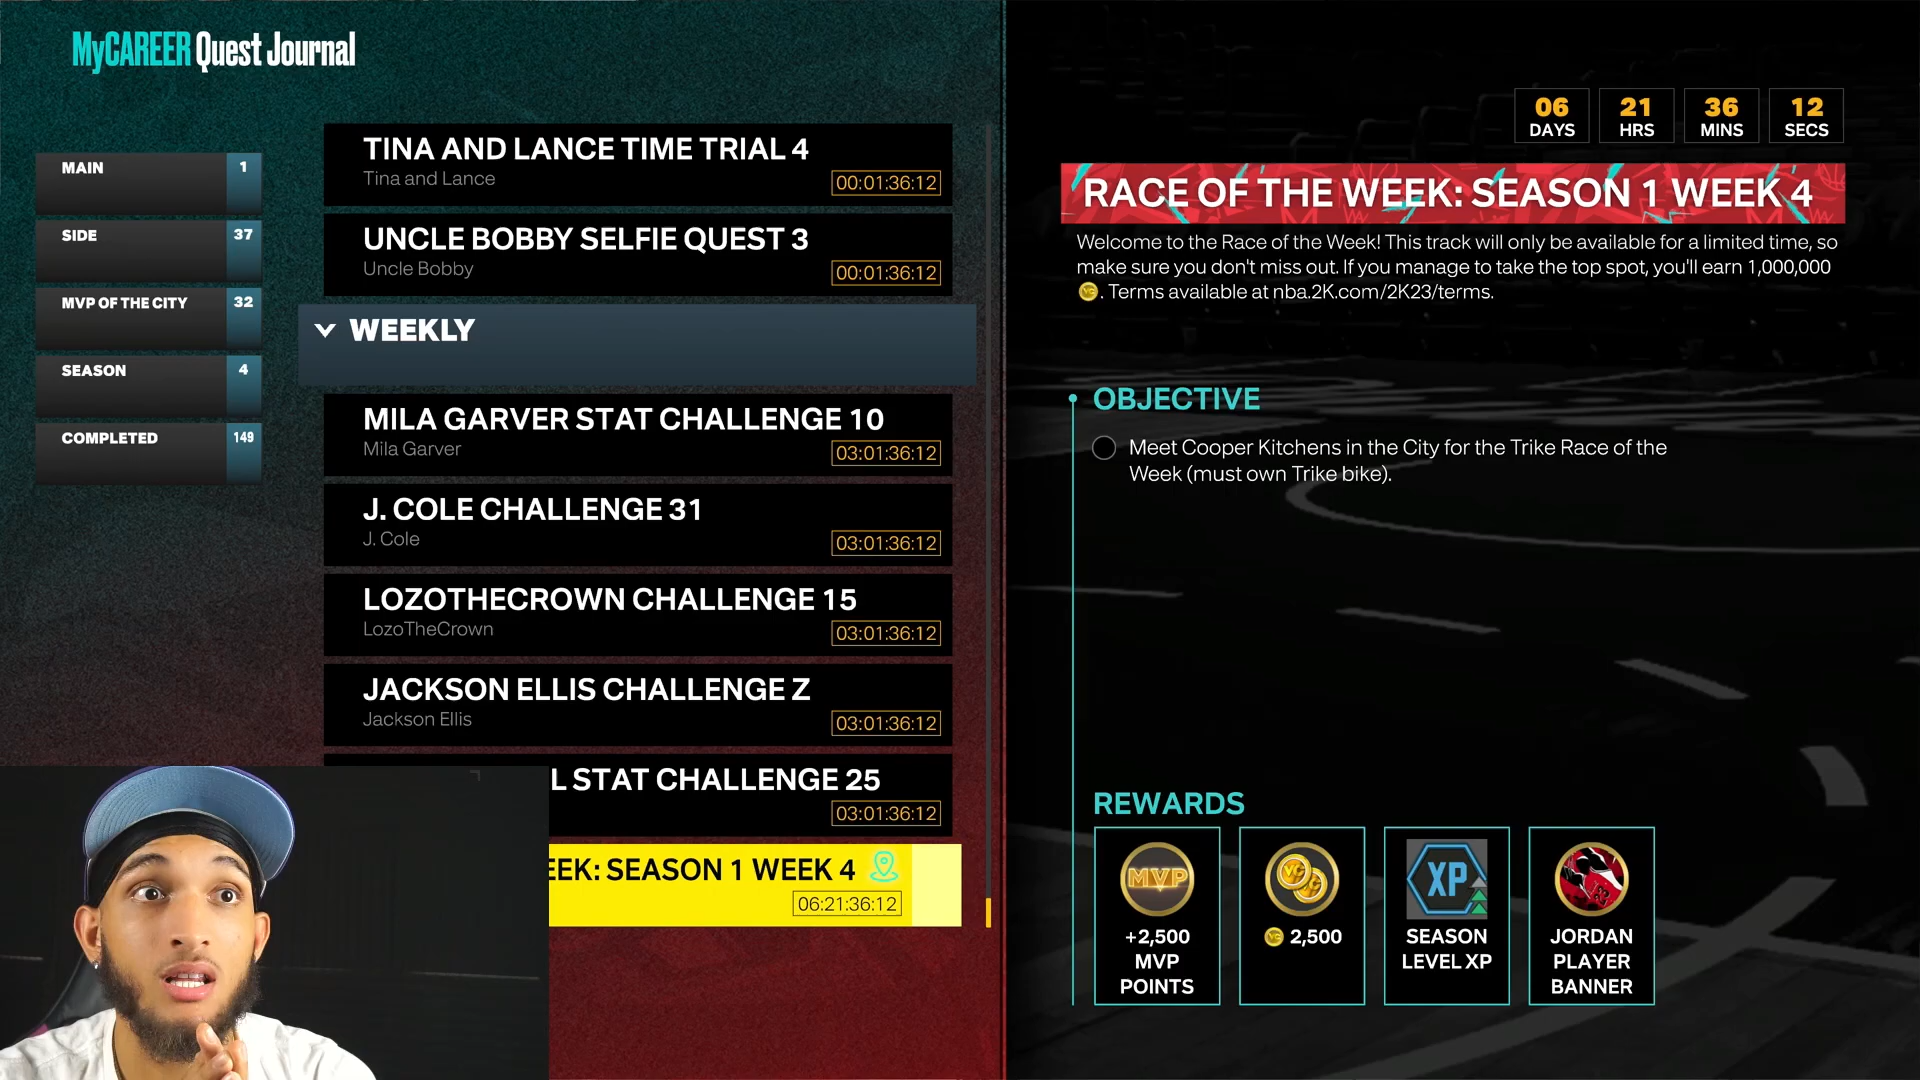 MyCAREER Quest Journal
MAIN 1
SIDE 37
MVP OF THE CITY 32
SEASON 4
COMPLETED 149
TINA AND LANCE TIME TRIAL 4
Tina and Lance
00:01:36:12
UNCLE BOBBY SELFIE QUEST 3
Uncle Bobby
00:01:36:12
WEEKLY
MILA GARVER STAT CHALLENGE 10
Mila Garver
03:01:36:12
J. COLE CHALLENGE 31
J. Cole
03:01:36:12
LOZOTHECROWN CHALLENGE 15
LozoTheCrown
03:01:36:12
JACKSON ELLIS CHALLENGE Z
Jackson Ellis
03:01:36:12
L STAT CHALLENGE 25
03:01:36:12
EEK: SEASON 1 WEEK 4
06:21:36:12
06 21 36 12
DAYS HRS MINS SECS
RACE OF THE WEEK: SEASON 1 WEEK 4
Welcome to the Race of the Week! This track will only be available for a limited time, so
make sure you don't miss out. If you manage to take the top spot, you'll earn 1,000,000
VC. Terms available at nba.2K.com/2K23/terms.
OBJECTIVE
Meet Cooper Kitchens in the City for the Trike Race of the
Week (must own Trike bike).
REWARDS
MVP
+2,500
MVP
POINTS
VC
2,500
XP
SEASON
LEVEL XP
JORDAN
PLAYER
BANNER